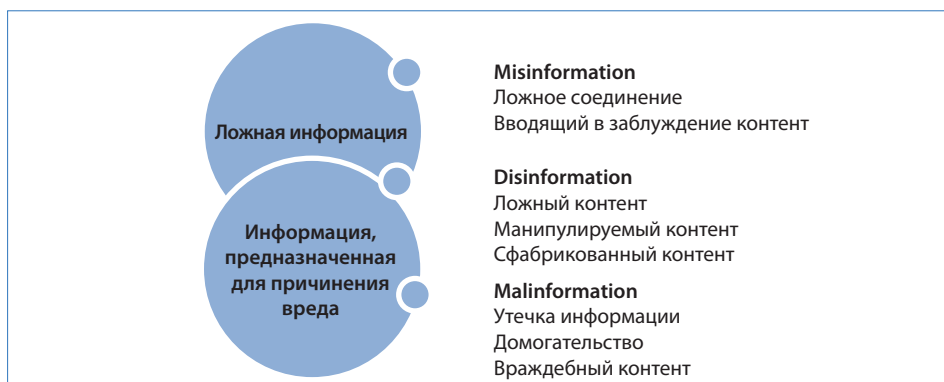 Ложная информация
Информация,
предназначенная
для причинения
вреда
Misinformation
Ложное соединение
Вводящий в заблуждение контент
Disinformation
Ложный контент
Манипулируемый контент
Сфабрикованный контент
Malinformation
Утечка информации
Домогательство
Враждебный контент